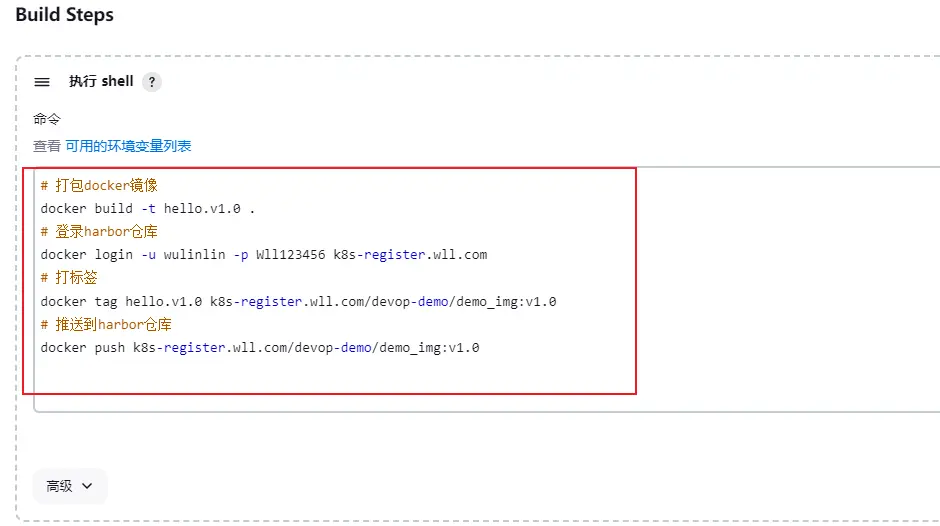 Build Steps
执行 shell ?
命令
查看 可用的环境变量列表
# 打包docker镜像
docker build -t hello.v1.0 .
# 登录harbor仓库
docker login -u wulinlin -p Wll123456 k8s-register.wll.com
# 打标签
docker tag hello.v1.0 k8s-register.wll.com/devop-demo/demo_img:v1.0
# 推送到harbor仓库
docker push k8s-register.wll.com/devop-demo/demo_img:v1.0
高级